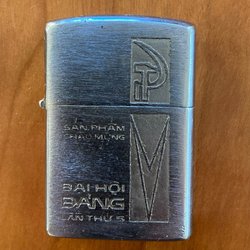 SẢN PHẨM
CHÀO MỪNG
ĐẠI HỘI
ĐẢNG
LẦN THỨ 5